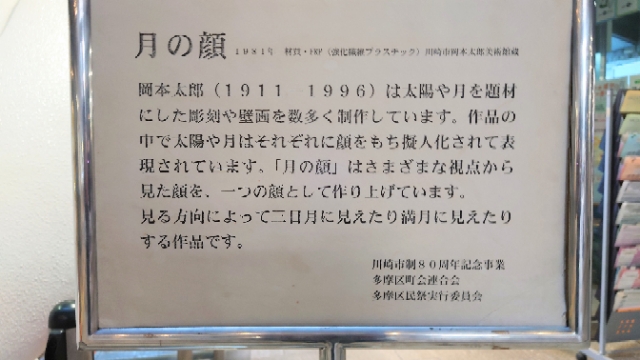 月の顔 1981年 材質・FRP（強化繊維プラスチック）川崎市岡本太郎美術館蔵
岡本太郎（1911 1996）は太陽や月を題材
にした彫刻や壁画を数多く制作しています。作品の
中で太陽や月はそれぞれに顔をもち擬人化されて表
現されています。「月の顔」はさまざまな視点から
見た顔を、一つの顔として作り上げています。
見る方向によって三日月に見えたり満月に見えたり
する作品です。
川崎市制80周年記念事業
多摩区町会連合会
多摩区民祭実行委員会